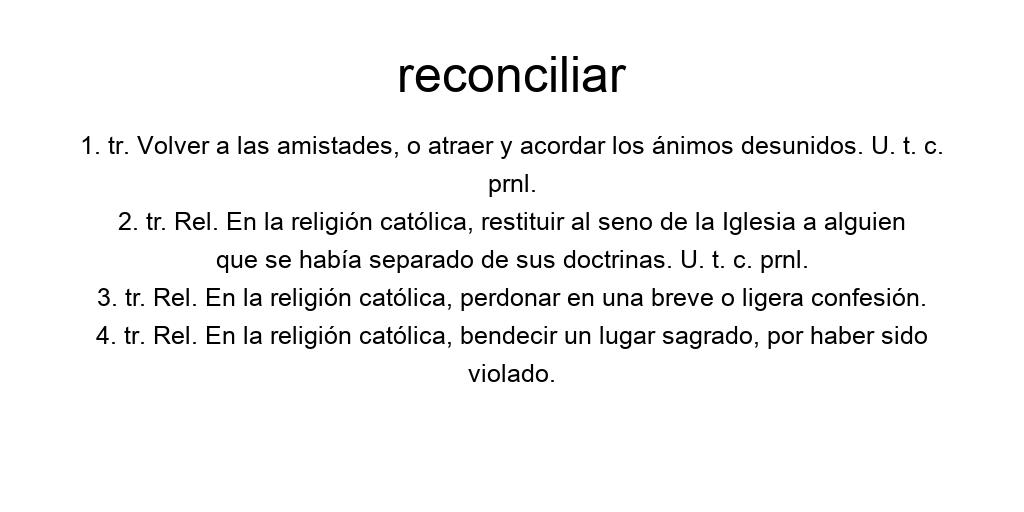 reconciliar
1. tr. Volver a las amistades, o atraer y acordar los ánimos desunidos. U. t. c.
prnl.
2. tr. Rel. En la religión católica, restituir al seno de la Iglesia a alguien
que se había separado de sus doctrinas. U. t. c. prnl.
3. tr. Rel. En la religión católica, perdonar en una breve o ligera confesión.
4. tr. Rel. En la religión católica, bendecir un lugar sagrado, por haber sido
violado.